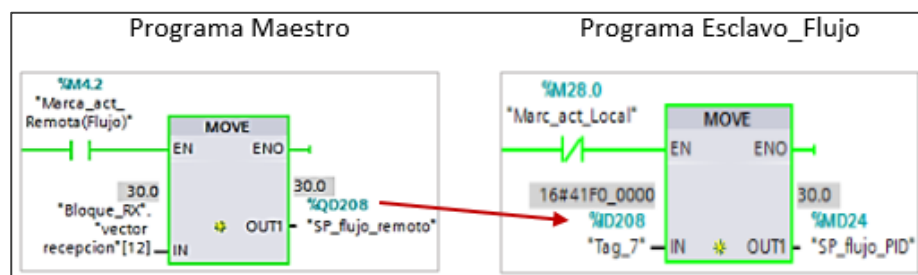 Programa Maestro
%M4.2
"Marca_act_
Remota(Flujo)"
MOVE
EN
ENO
30.0
"Bloque_RX".
"vector
recepcion"[12]
IN
30.0
%QD208
OUT1
"SP_flujo_remoto"
Programa Esclavo_Flujo
%M28.0
"Marc_act_Local"
MOVE
EN
ENO
16#41F0_0000
%ID208
"Tag_7"
IN
30.0
%MD24
OUT1
"SP_flujo_PID"